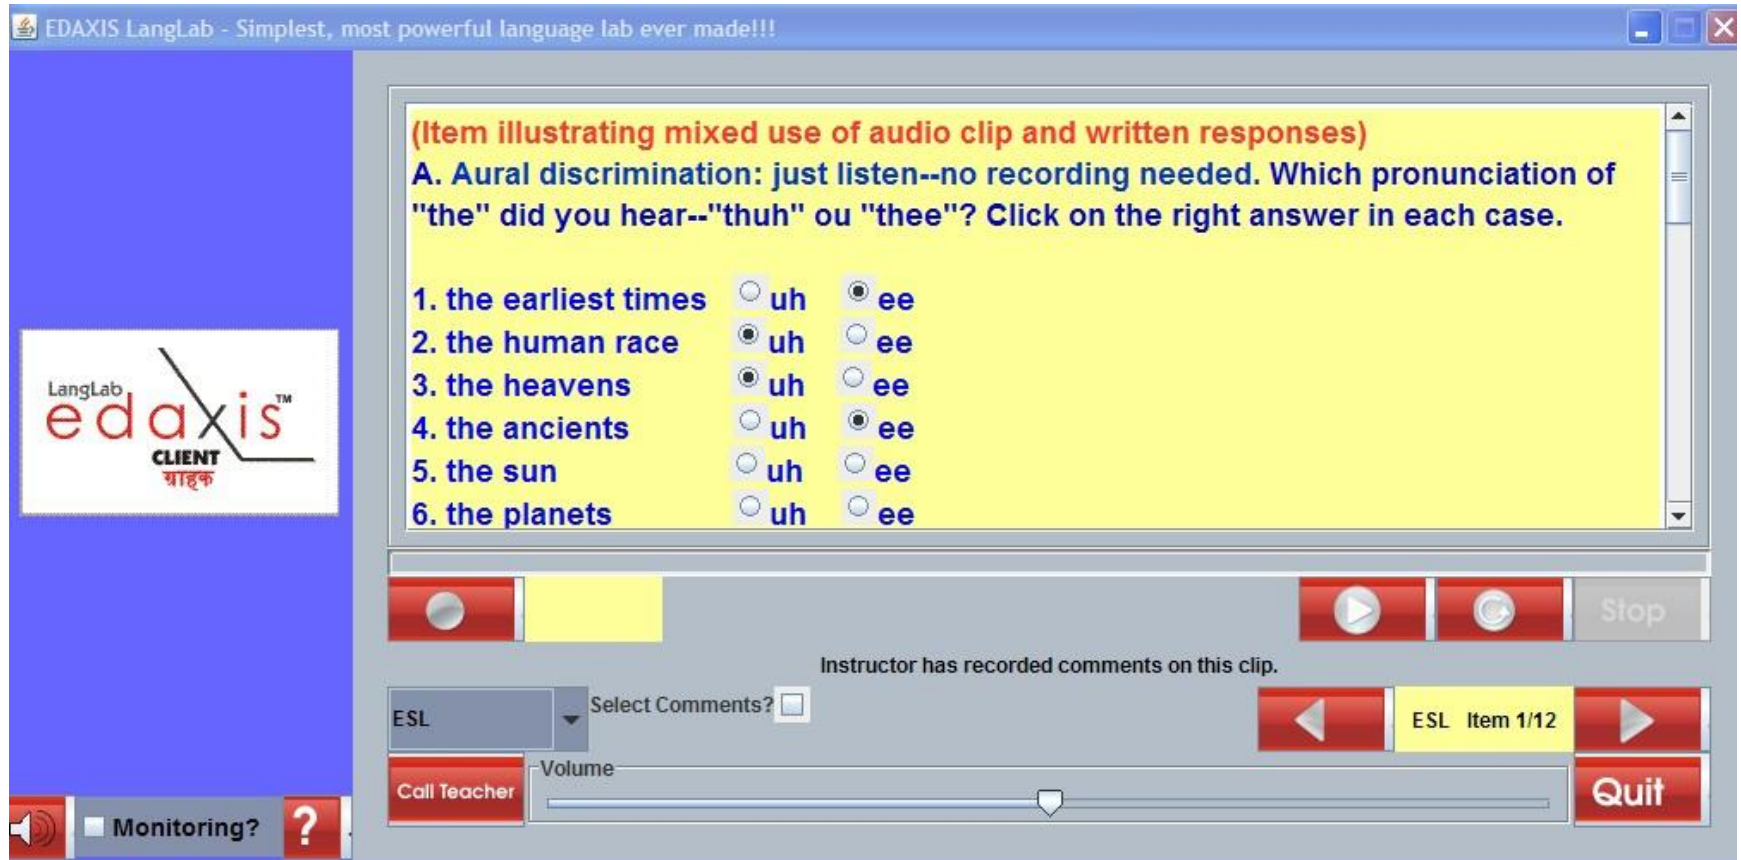 EDAXIS LangLab - Simplest, most powerful language lab ever made!!!
(Item illustrating mixed use of audio clip and written responses)
A. Aural discrimination: just listen--no recording needed. Which pronunciation of
"the" did you hear--"thuh" ou "thee"? Click on the right answer in each case.
1. the earliest times uh ee
2. the human race uh ee
3. the heavens uh ee
4. the ancients uh ee
5. the sun uh ee
6. the planets uh ee
LangLab
edaxis™
CLIENT
ग्राहक
Stop
Instructor has recorded comments on this clip.
ESL Select Comments? ESL Item 1/12
Call Teacher Volume Quit
Monitoring? ?